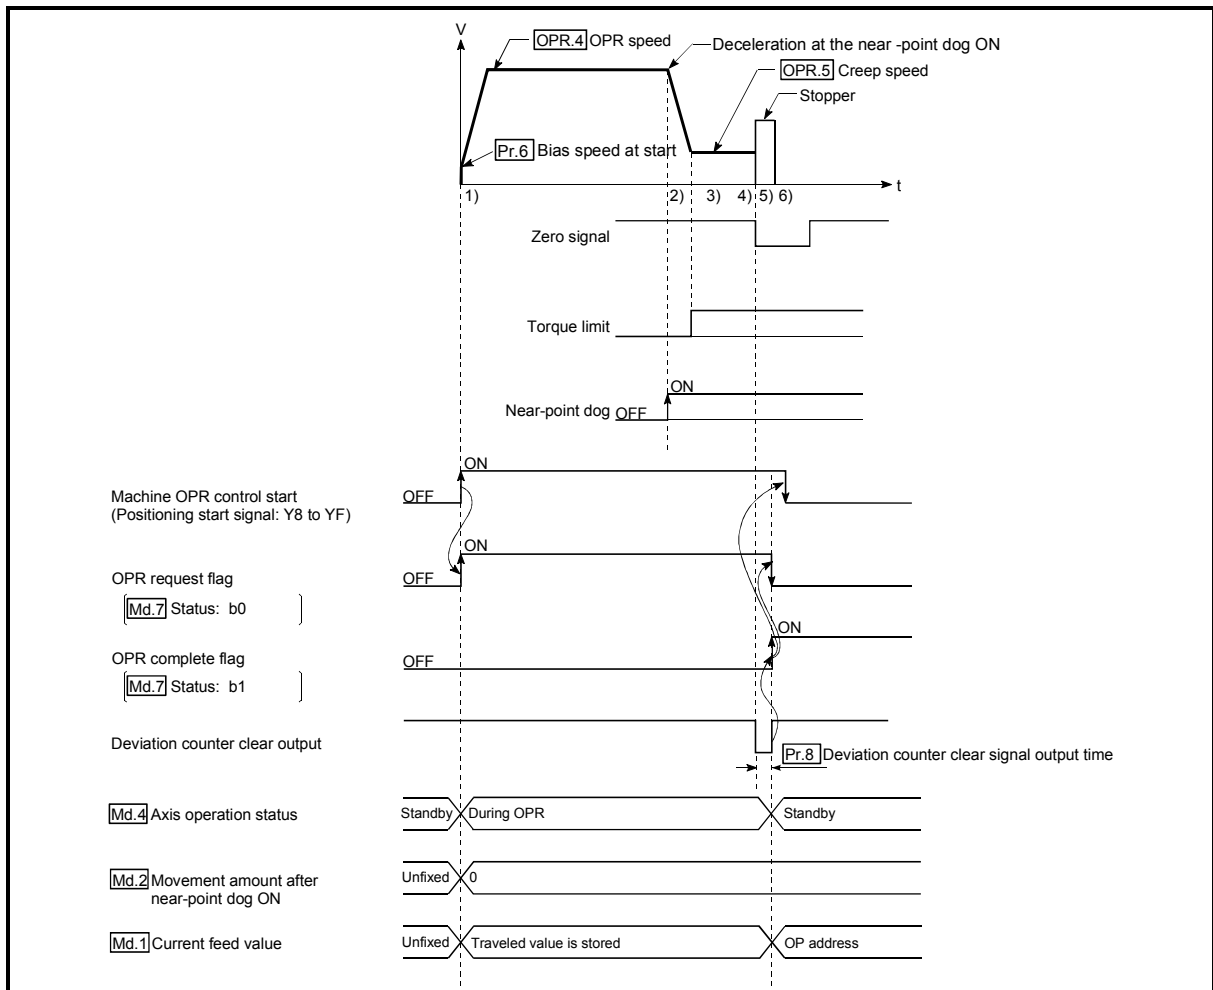 V
OPR.4 OPR speed
Deceleration at the near -point dog ON
OPR.5 Creep speed
Stopper
Pr.6 Bias speed at start
t
1) 2) 3) 4) 5) 6)
Zero signal
Torque limit
ON
Near-point dog OFF
ON
Machine OPR control start
OFF
(Positioning start signal: Y8 to YF)
ON
OPR request flag
OFF
Md.7 Status: b0
ON
OPR complete flag
OFF
Md.7 Status: b1
Deviation counter clear output
Pr.8 Deviation counter clear signal output time
Md.4 Axis operation status
Standby During OPR Standby
Md.2 Movement amount after
near-point dog ON
Unfixed 0
Md.1 Current feed value
Unfixed Traveled value is stored OP address